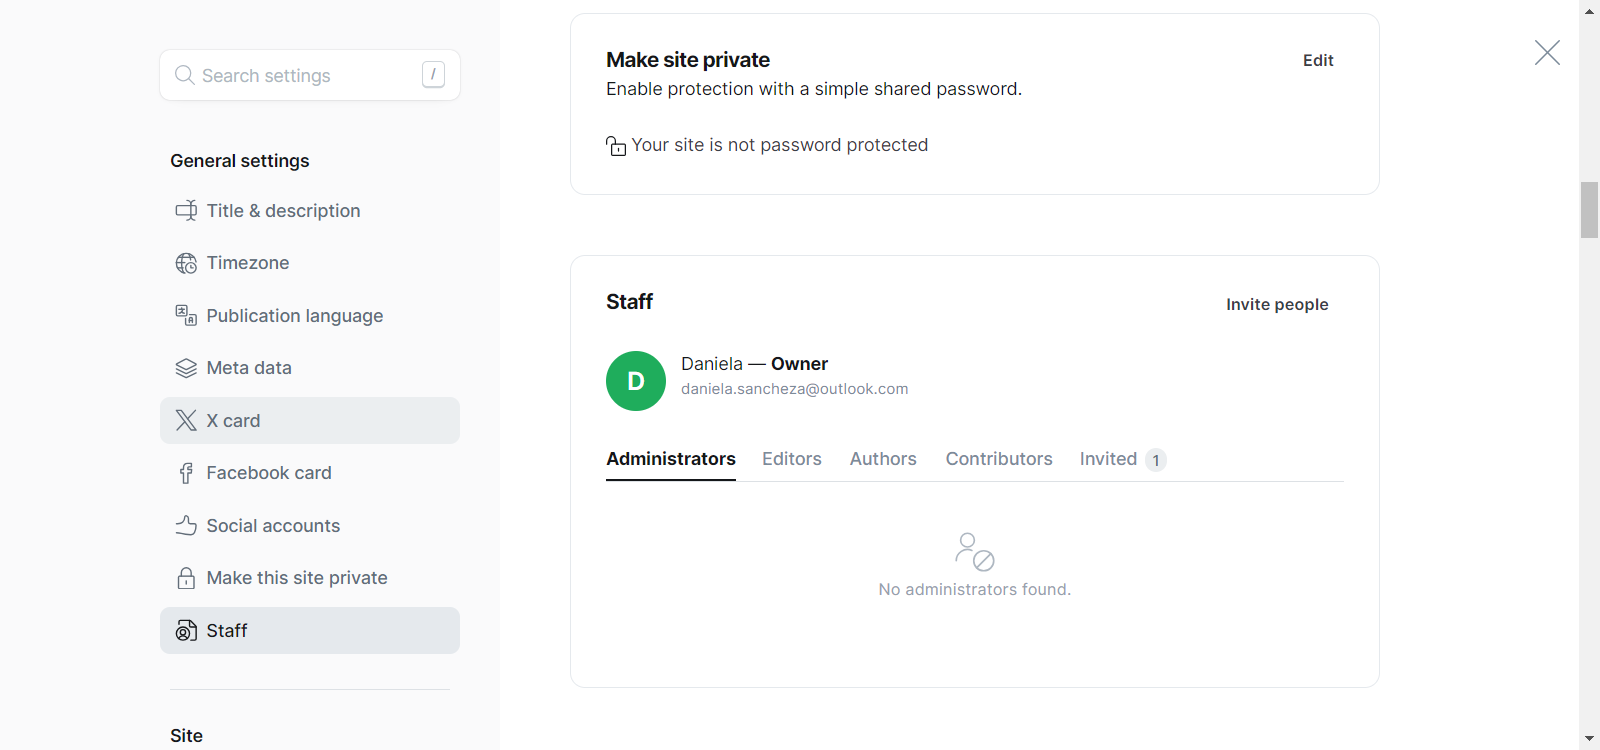 Search settings
/
General settings
Title & description
Timezone
Publication language
Meta data
X card
Facebook card
Social accounts
Make this site private
Staff
Site
Make site private
Edit
Enable protection with a simple shared password.
Your site is not password protected
Staff
Invite people
D
Daniela — Owner
daniela.sancheza@outlook.com
Administrators Editors Authors Contributors Invited 1
No administrators found.